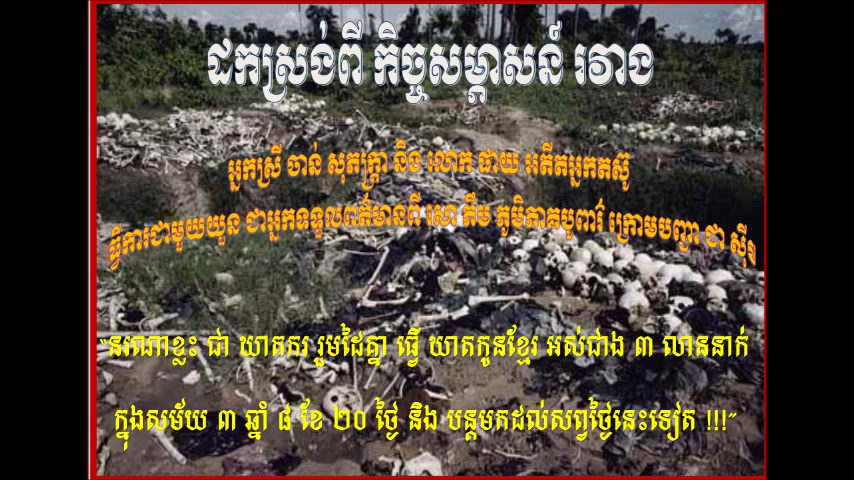 ដកស្រង់ពី កិច្ចសម្ភាសន៍ រវាង
អ្នកស្រី ចាន់ សុភក្ត្រា និង លោក ផាយ អតីតអ្នកតស៊ូ
ធ្វើការជាមួយយួន ជាអ្នកទទួលពត៌មានពី សោ ភឹម ភូមិភាគបូពាវ៌ ក្រោមបញ្ជា ជា ស៊ីម
"នរណាខ្លះ ជា ឃាតករ រួមដៃគ្នា ធ្វើ ឃាតកូនខ្មែរ អស់ជាង ៣ លាននាក់
ក្នុងសម័យ ៣ ឆ្នាំ ៨ ខែ ២០ ថ្ងៃ និង បន្តមកដល់សព្វថ្ងៃនេះទៀត !!!"